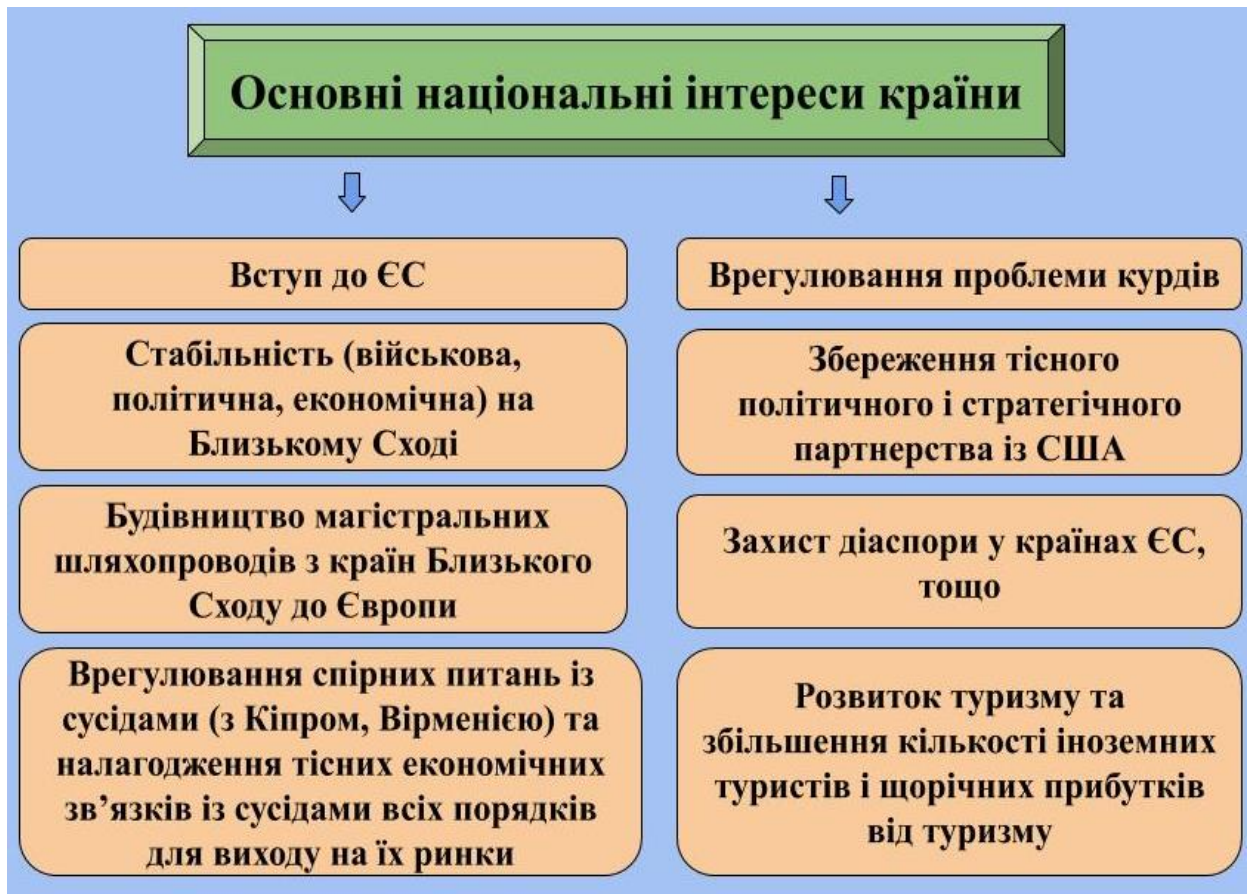 Основні національні інтереси країни
Вступ до ЄС
Стабільність (військова,
політична, економічна) на
Близькому Сході
Будівництво магістральних
шляхопроводів з країн Близького
Сходу до Європи
Врегулювання спірних питань із
сусідами (з Кіпром, Вірменією) та
налагодження тісних економічних
зв’язків із сусідами всіх порядків
для виходу на їх ринки
Врегулювання проблеми курдів
Збереження тісного
політичного і стратегічного
партнерства із США
Захист діаспори у країнах ЄС,
тощо
Розвиток туризму та
збільшення кількості іноземних
туристів і щорічних прибутків
від туризму